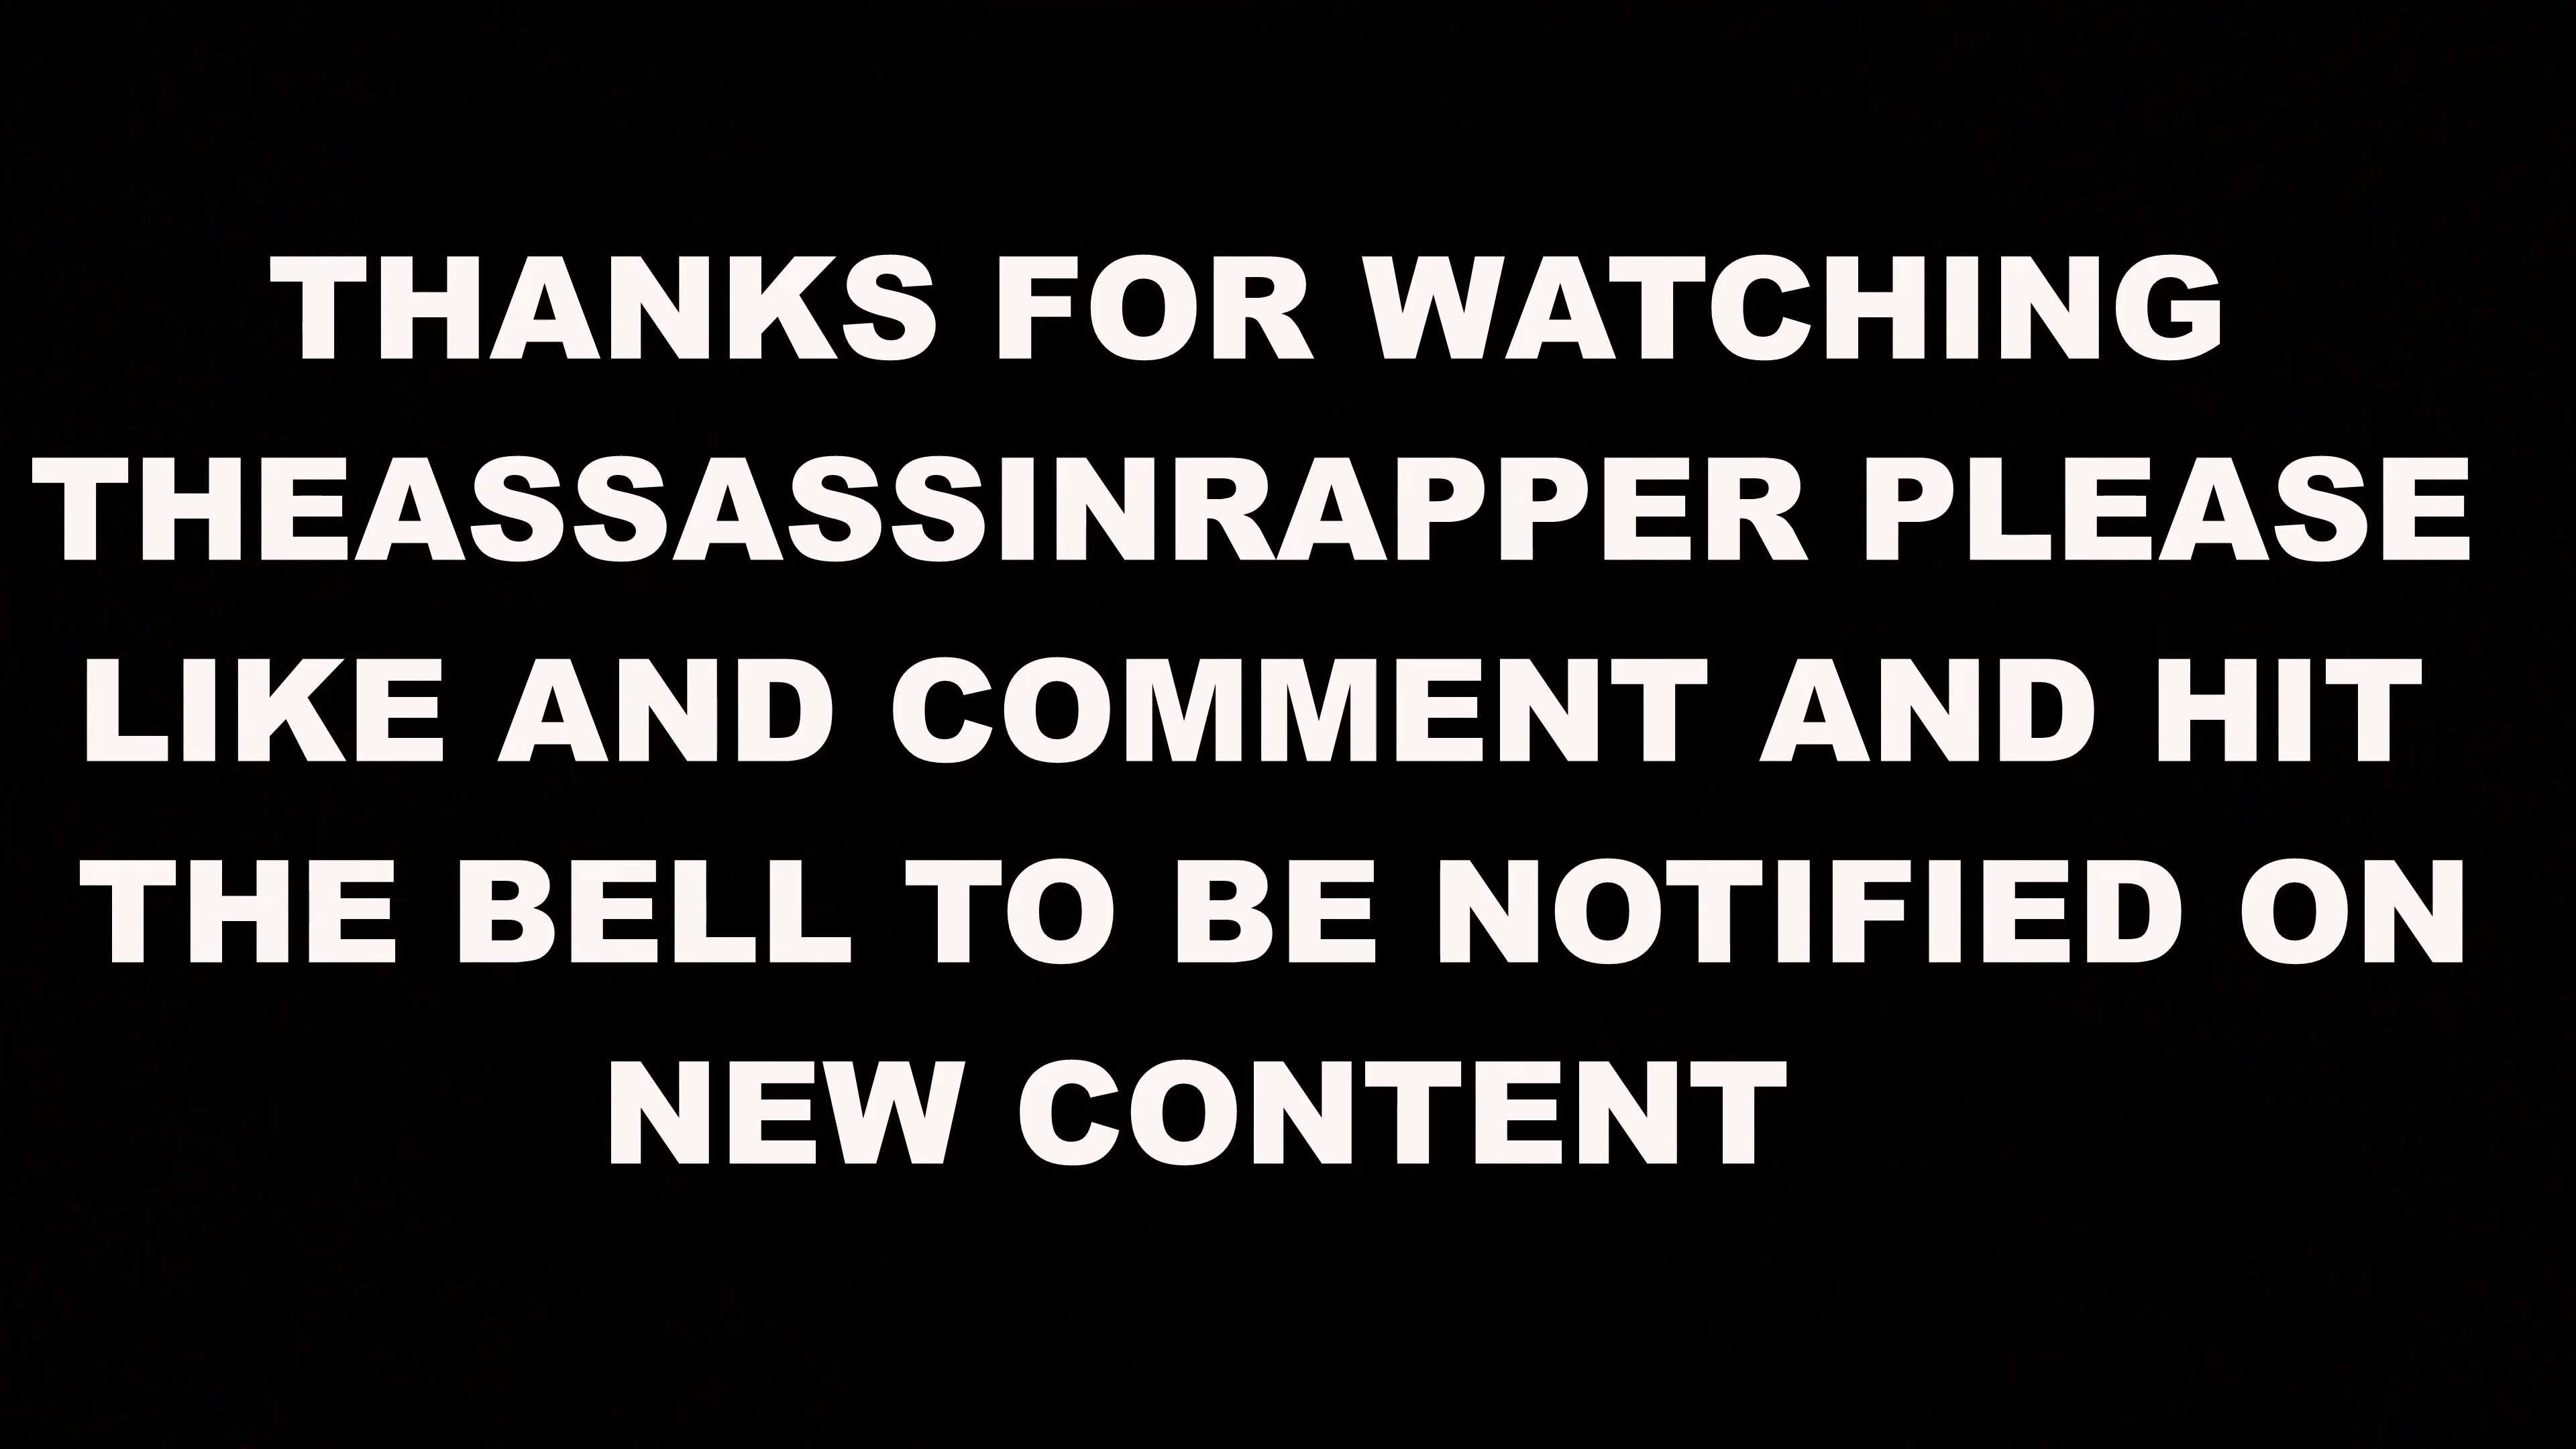 THANKS FOR WATCHING
THEASSASSINRAPPER PLEASE
LIKE AND COMMENT AND HIT
THE BELL TO BE NOTIFIED ON
NEW CONTENT